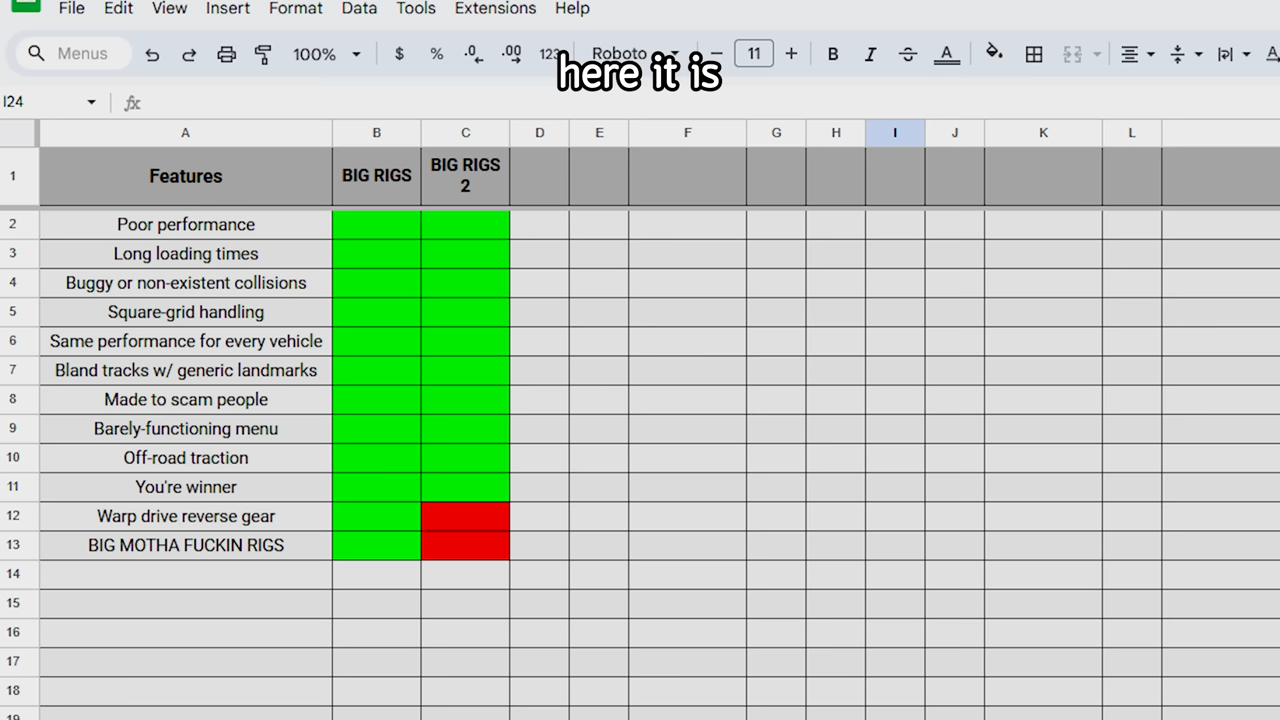 File Edit View Insert Format Data Tools Extensions Help
Menus 100% $ % .0 .00 123 Roboto 11 B I S A
here it is
I24 fx
A B C D E F G H I J K L
1 Features BIG RIGS BIG RIGS 2
2 Poor performance
3 Long loading times
4 Buggy or non-existent collisions
5 Square-grid handling
6 Same performance for every vehicle
7 Bland tracks w/ generic landmarks
8 Made to scam people
9 Barely-functioning menu
10 Off-road traction
11 You're winner
12 Warp drive reverse gear
13 BIG MOTHA FUCKIN RIGS
14
15
16
17
18
19